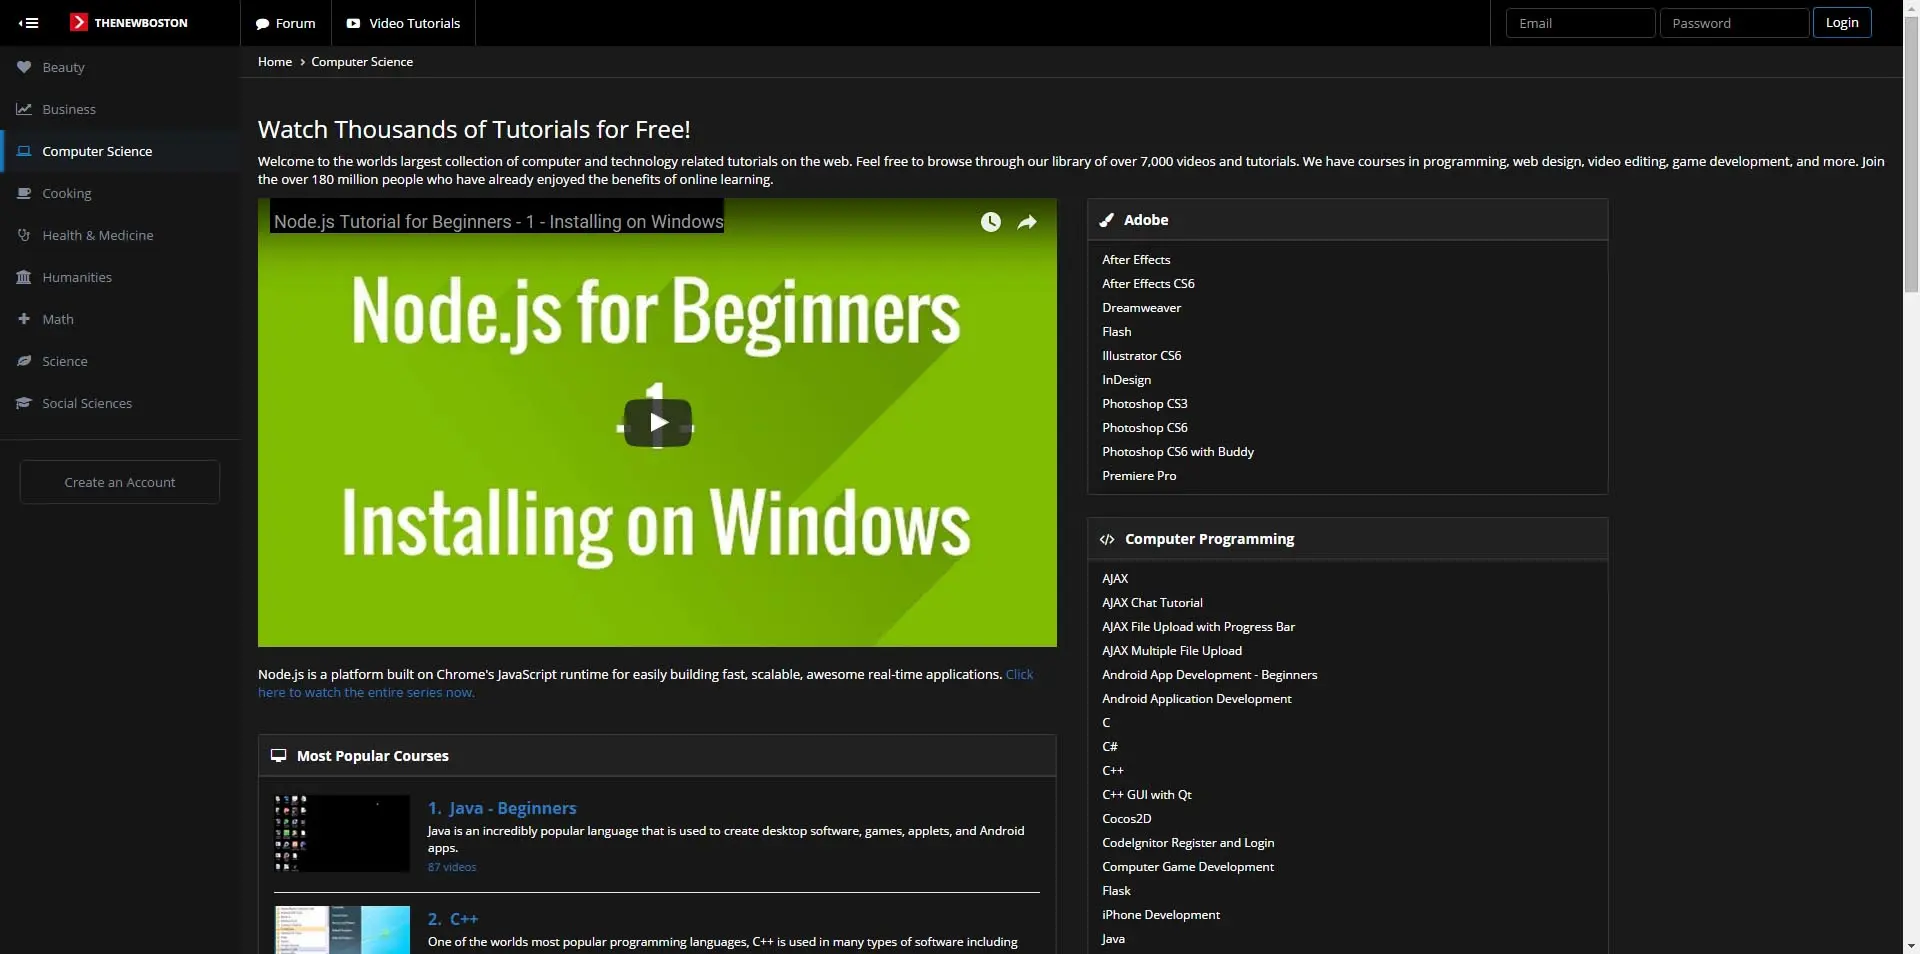 THENEWBOSTON
Forum
Video Tutorials
Email
Password
Login
Beauty
Business
Computer Science
Cooking
Health & Medicine
Humanities
Math
Science
Social Sciences
Create an Account
Home › Computer Science
Watch Thousands of Tutorials for Free!
Welcome to the worlds largest collection of computer and technology related tutorials on the web. Feel free to browse through our library of over 7,000 videos and tutorials. We have courses in programming, web design, video editing, game development, and more. Join
the over 180 million people who have already enjoyed the benefits of online learning.
Node.js Tutorial for Beginners - 1 - Installing on Windows
Node.js for Beginners
- 1 -
Installing on Windows
Node.js is a platform built on Chrome's JavaScript runtime for easily building fast, scalable, awesome real-time applications. Click
here to watch the entire series now.
Most Popular Courses
1. Java - Beginners
Java is an incredibly popular language that is used to create desktop software, games, applets, and Android
apps.
87 videos
2. C++
One of the worlds most popular programming languages, C++ is used in many types of software including
Adobe
After Effects
After Effects CS6
Dreamweaver
Flash
Illustrator CS6
InDesign
Photoshop CS3
Photoshop CS6
Photoshop CS6 with Buddy
Premiere Pro
Computer Programming
AJAX
AJAX Chat Tutorial
AJAX File Upload with Progress Bar
AJAX Multiple File Upload
Android App Development - Beginners
Android Application Development
C
C#
C++
C++ GUI with Qt
Cocos2D
CodeIgnitor Register and Login
Computer Game Development
Flask
iPhone Development
Java